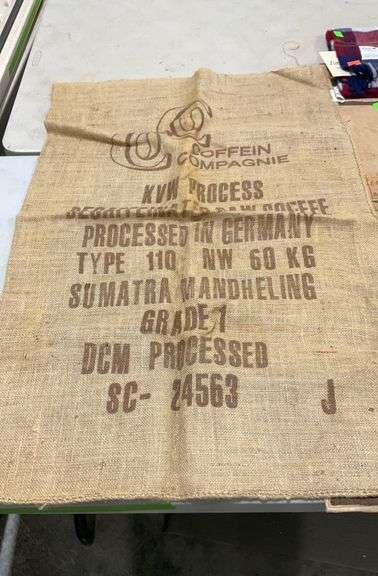 COFFEIN
COMPAGNIE
KVW PROCESS
RAW COFFEE
PROCESSED IN GERMANY
TYPE 110 NW 60 KG
SUMATRA MANDHELING
GRADE 1
DCM PROCESSED
SC- 24563 J